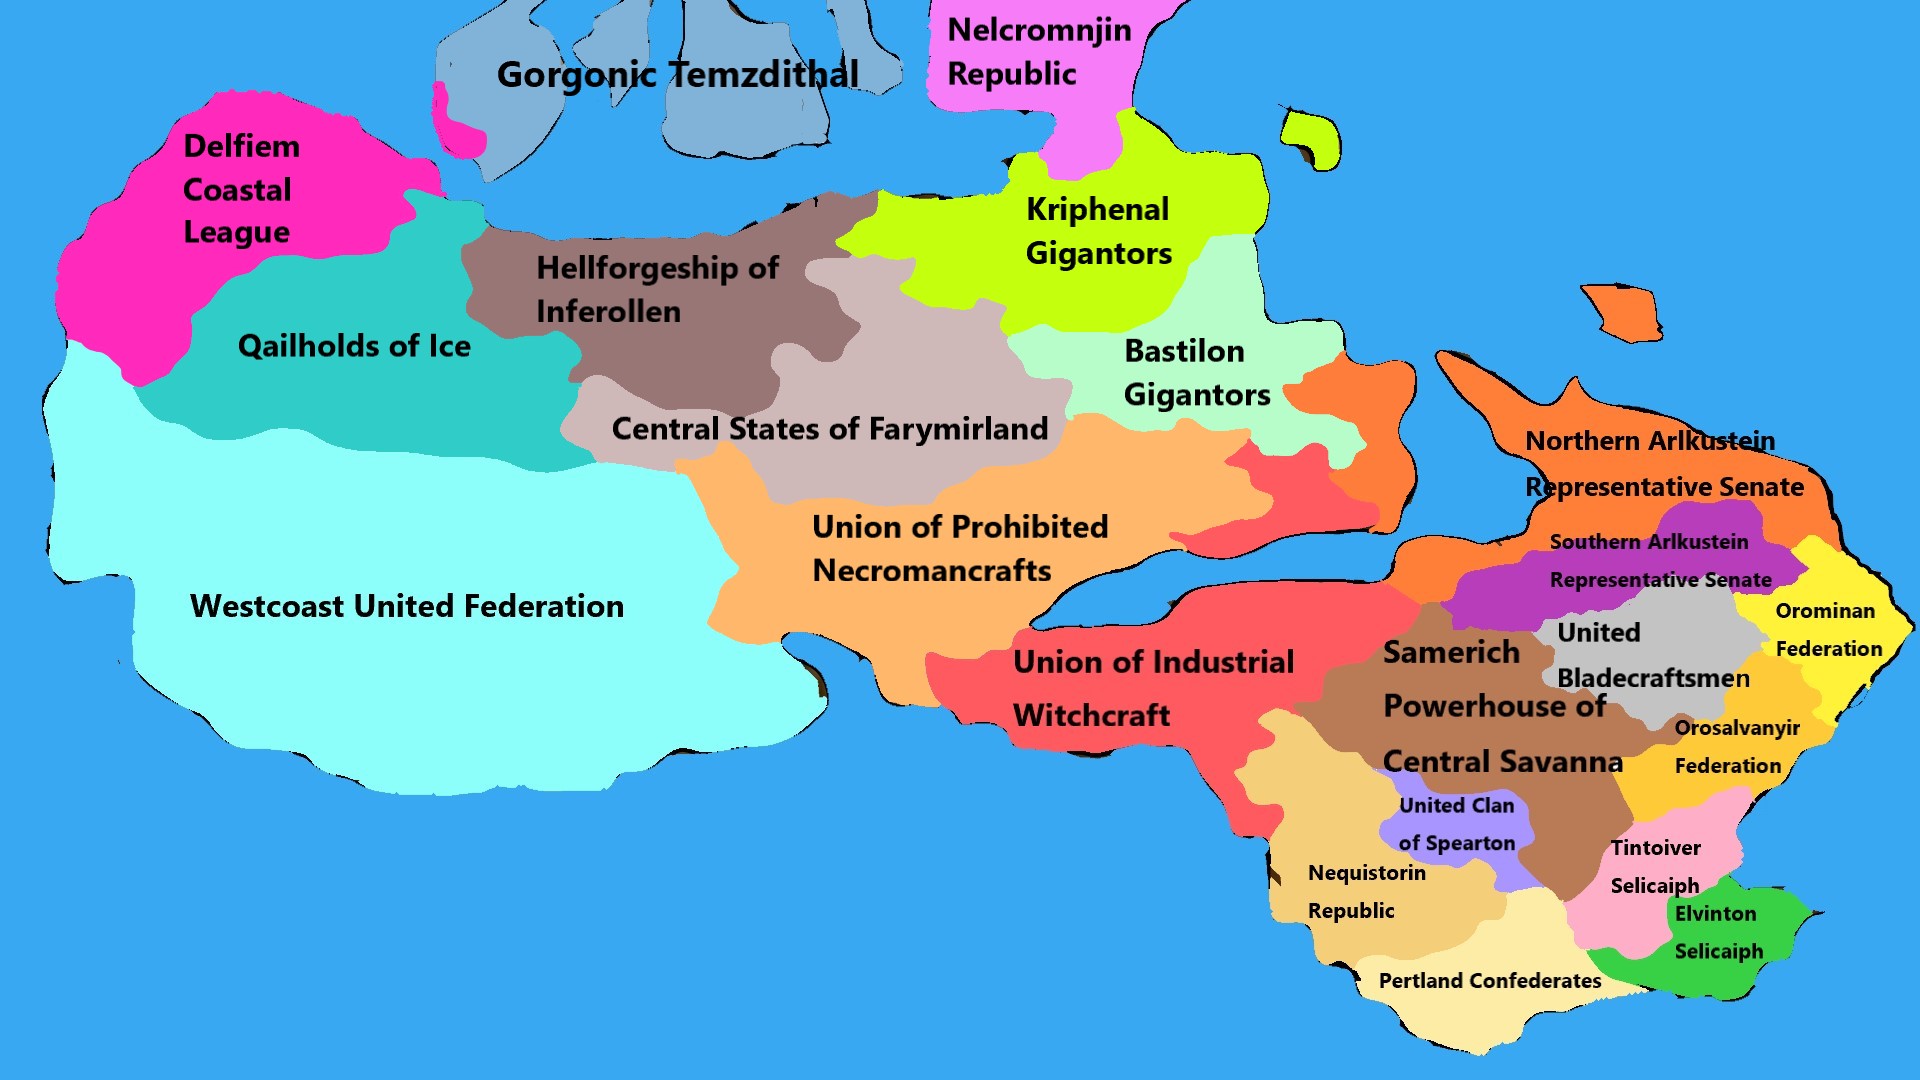 Nelcromnjin
Republic
Gorgonic Temzdithal
Delfiem
Coastal
League
Kriphenal
Gigantors
Hellforgeship of
Inferollen
Qailholds of Ice
Bastilon
Gigantors
Central States of Farymirland
Northern Arlkustein
Representative Senate
Union of Prohibited
Necromancrafts
Southern Arlkustein
Representative Senate
Westcoast United Federation
Orominan
Federation
United
Bladecraftsmen
Union of Industrial
Witchcraft
Samerich
Powerhouse of
Central Savanna
Orosalvanyir
Federation
United Clan
of Spearton
Tintoiver
Selicaiph
Nequistorin
Republic
Elvinton
Selicaiph
Pertland Confederates